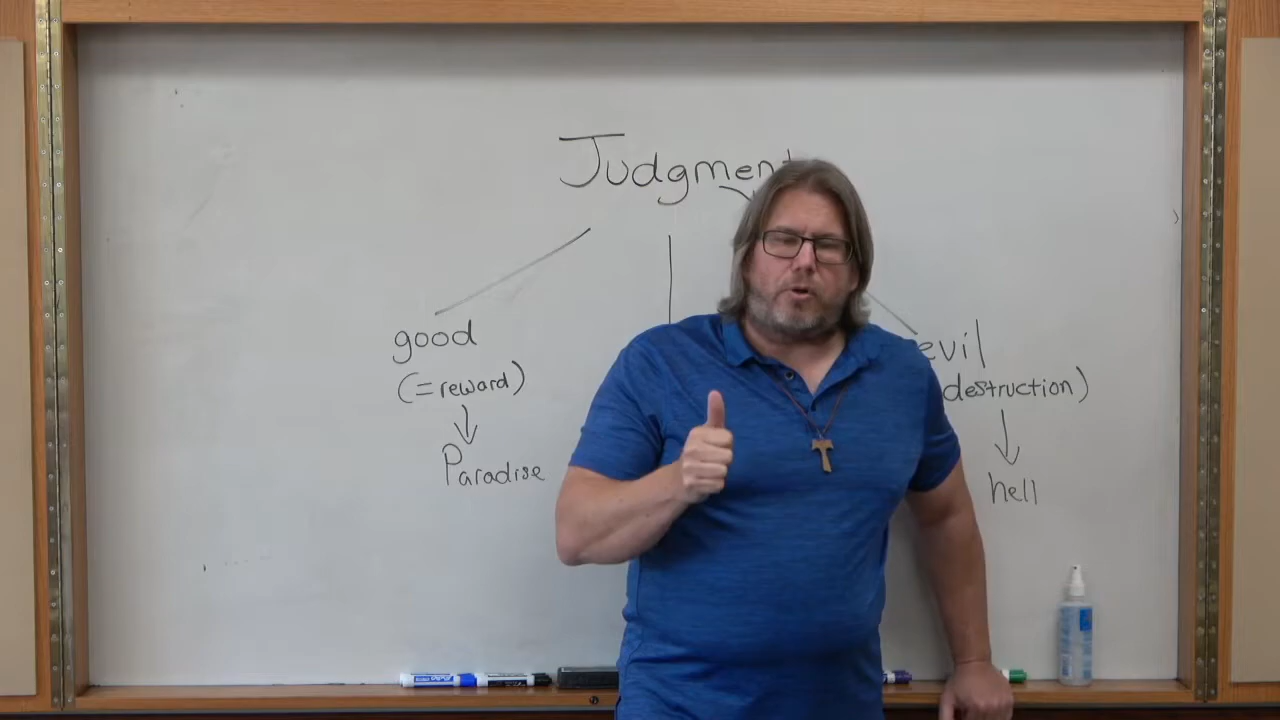 Judgment
good
evil
(=reward)
destruction)
Paradise
hell